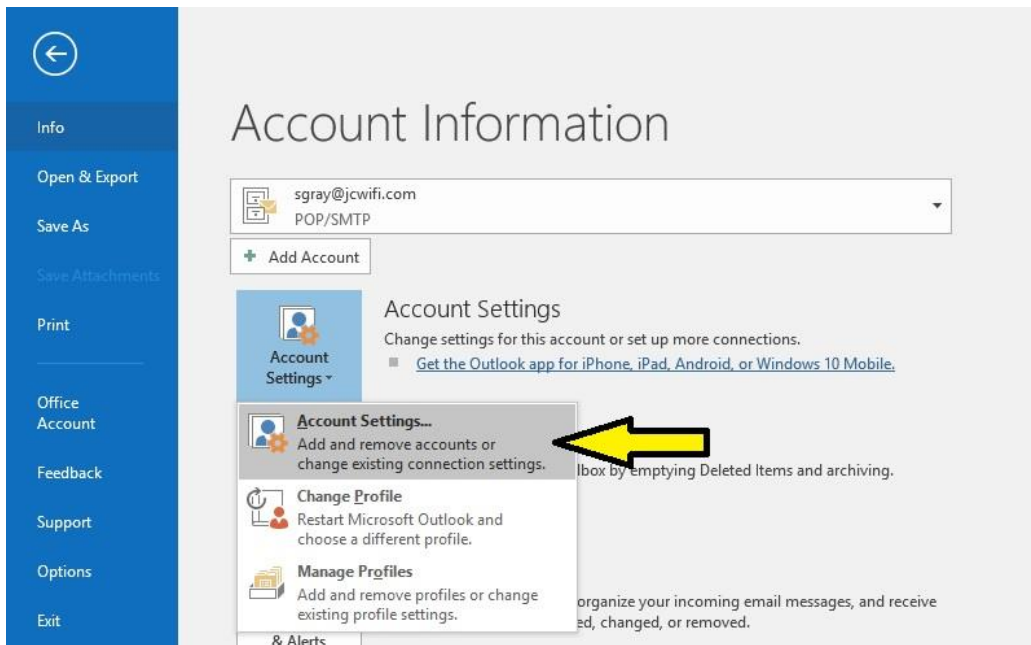 Info
Open & Export
Save As
Save Attachments
Print
Office
Account
Feedback
Support
Options
Exit
Account Information
sgray@jcwifi.com
POP/SMTP
Add Account
Account
Settings
Account Settings
Change settings for this account or set up more connections.
Get the Outlook app for iPhone, iPad, Android, or Windows 10 Mobile.
Account Settings...
Add and remove accounts or
change existing connection settings.
by emptying Deleted Items and archiving.
Change Profile
Restart Microsoft Outlook and
choose a different profile.
Manage Profiles
Add and remove profiles or change
existing profile settings.
organize your incoming email messages, and receive
changed, or removed.
& Alerts